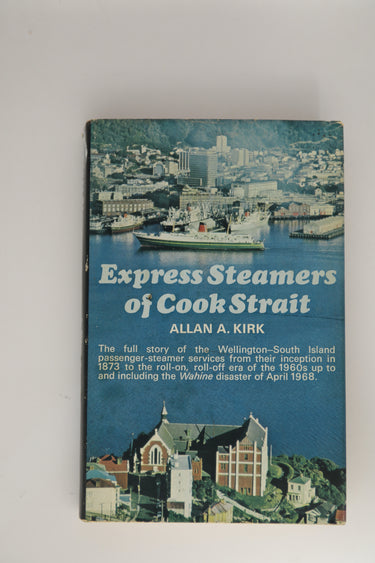 Express Steamers
of Cook Strait
ALLAN A. KIRK
The full story of the Wellington–South Island
passenger-steamer services from their inception in
1873 to the roll-on, roll-off era of the 1960s up to
and including the Wahine disaster of April 1968.